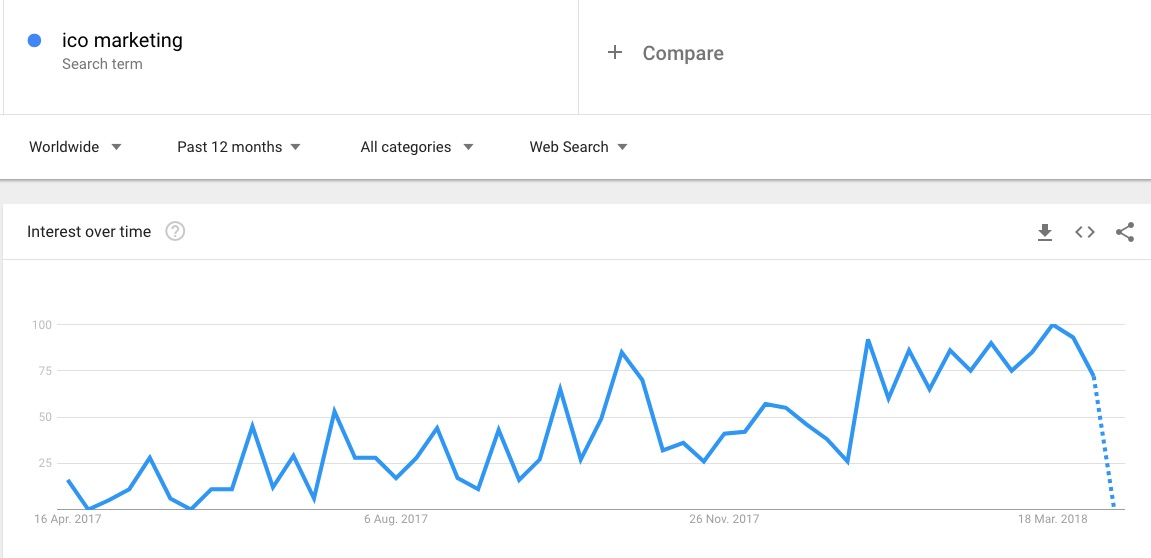 ico marketing
Search term
+ Compare
Worldwide
Past 12 months
All categories
Web Search
Interest over time ?
100
75
50
25
16 Apr. 2017
6 Aug. 2017
26 Nov. 2017
18 Mar. 2018